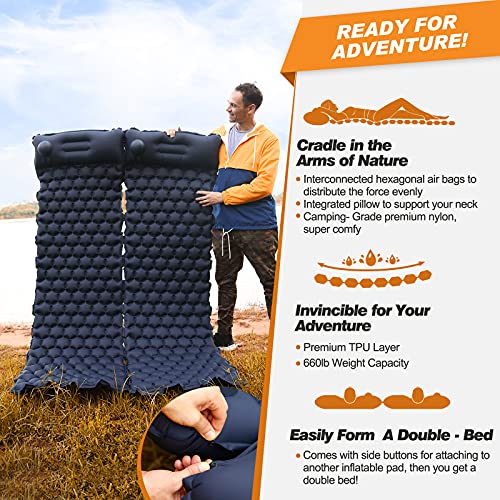 READY FOR
ADVENTURE!
Cradle in the
Arms of Nature
• Interconnected hexagonal air bags to
distribute the force evenly
• Integrated pillow to support your neck
• Camping- Grade premium nylon,
super comfy
Invincible for Your
Adventure
• Premium TPU Layer
• 660lb Weight Capacity
Easily Form A Double - Bed
• Comes with side buttons for attaching to
another inflatable pad, then you get a
double bed!